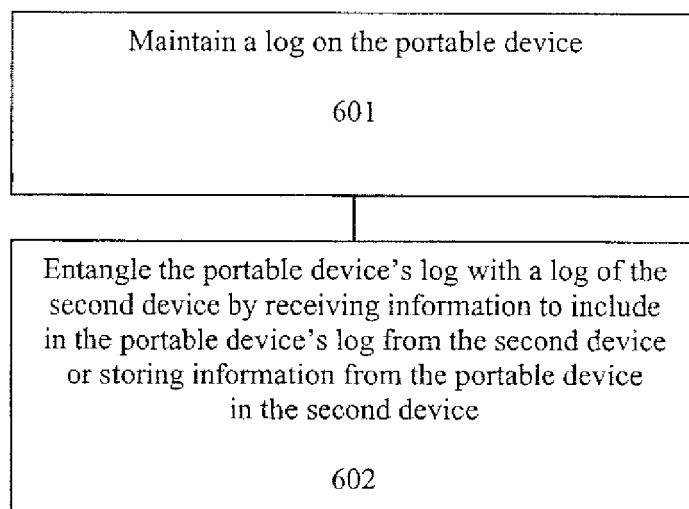 Maintain a log on the portable device
601
Entangle the portable device's log with a log of the
second device by receiving information to include
in the portable device's log from the second device
or storing information from the portable device
in the second device
602